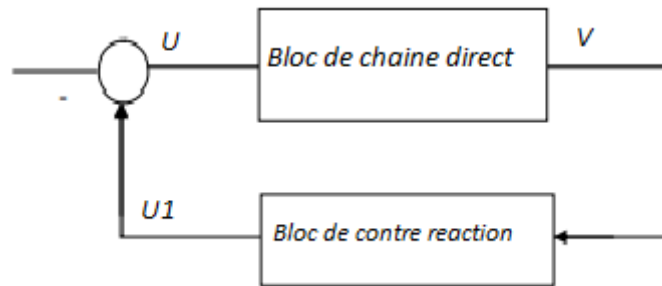 U
Bloc de chaine direct
V
-
U1
Bloc de contre reaction